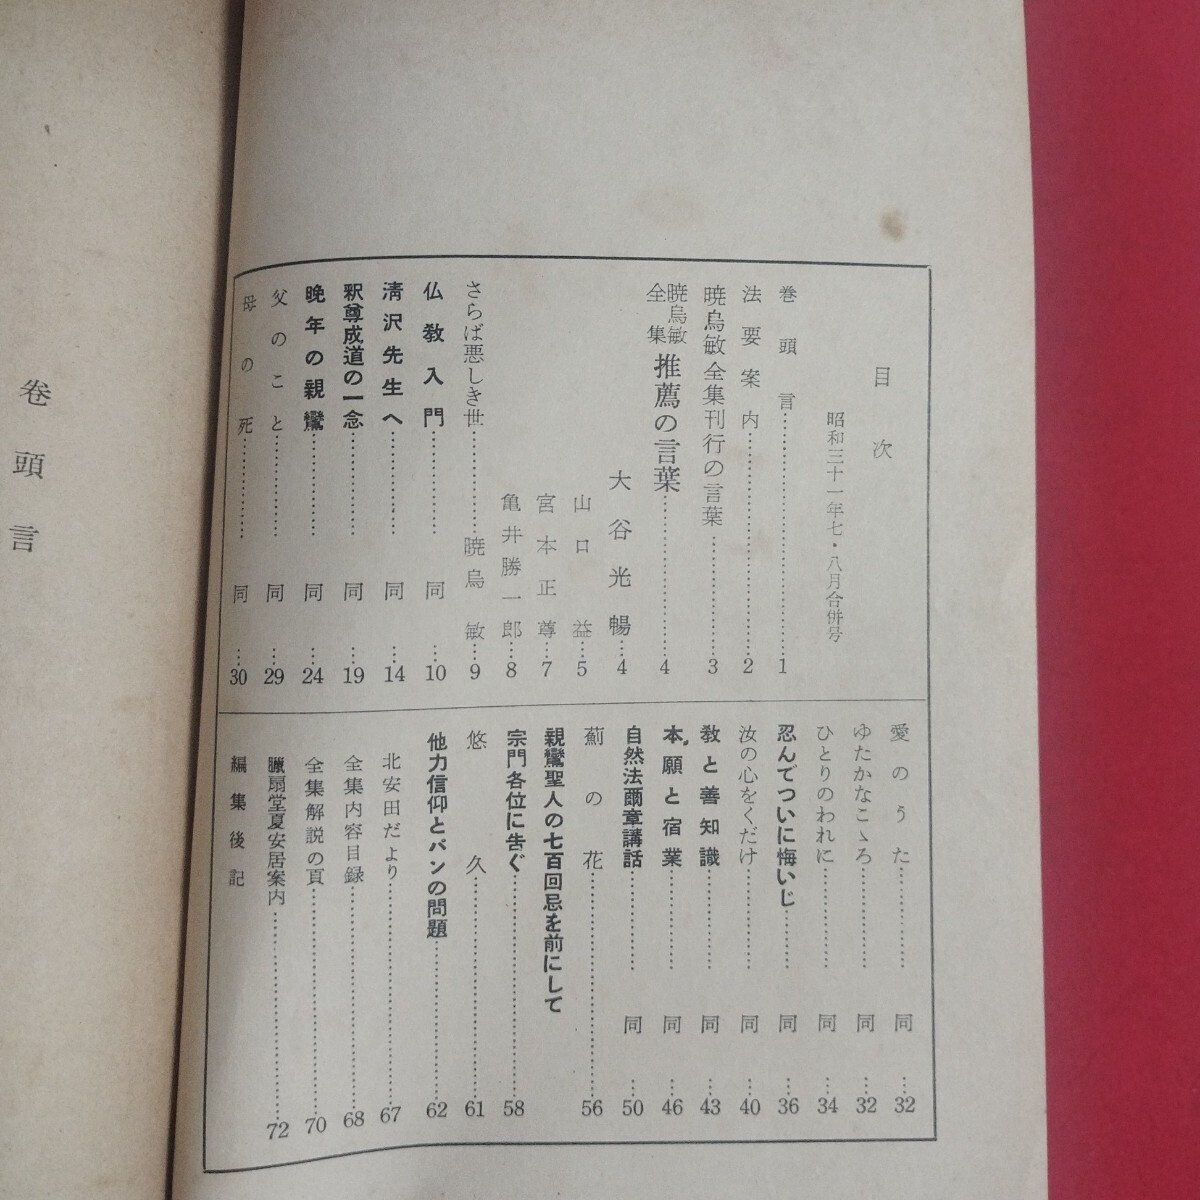 目次
昭和三十一年七・八月合併号
巻頭言…………1
法要案内…………2
暁烏敏全集刊行の言葉…………3
暁烏敏全集 推薦の言葉…………4
大谷光暢…4
山口益…5
宮本正尊…7
亀井勝一郎…8
さらば悪しき世…………暁烏敏…9
仏教入門…………同…10
清沢先生へ…………同…14
釈尊成道の一念…………同…19
晩年の親鸞…………同…24
父のこと…………同…29
母の死…………同…30
愛のうた…………同…32
ゆたかなこゝろ…………同…32
ひとりのわれに…………同…34
忍んでついに悔いじ…………同…36
汝の心をくだけ…………同…40
教と善知識…………同…43
本願と宿業…………同…46
自然法爾章講話…………同…50
薊の花…………56
親鸞聖人の七百回忌を前にして
宗門各位に告ぐ…………58
悠久…………61
他力信仰とパンの問題…………62
北安田だより…………67
全集内容目録…………68
全集解説の頁…………70
臘扇堂夏安居案内…………72
編集後記
巻頭言